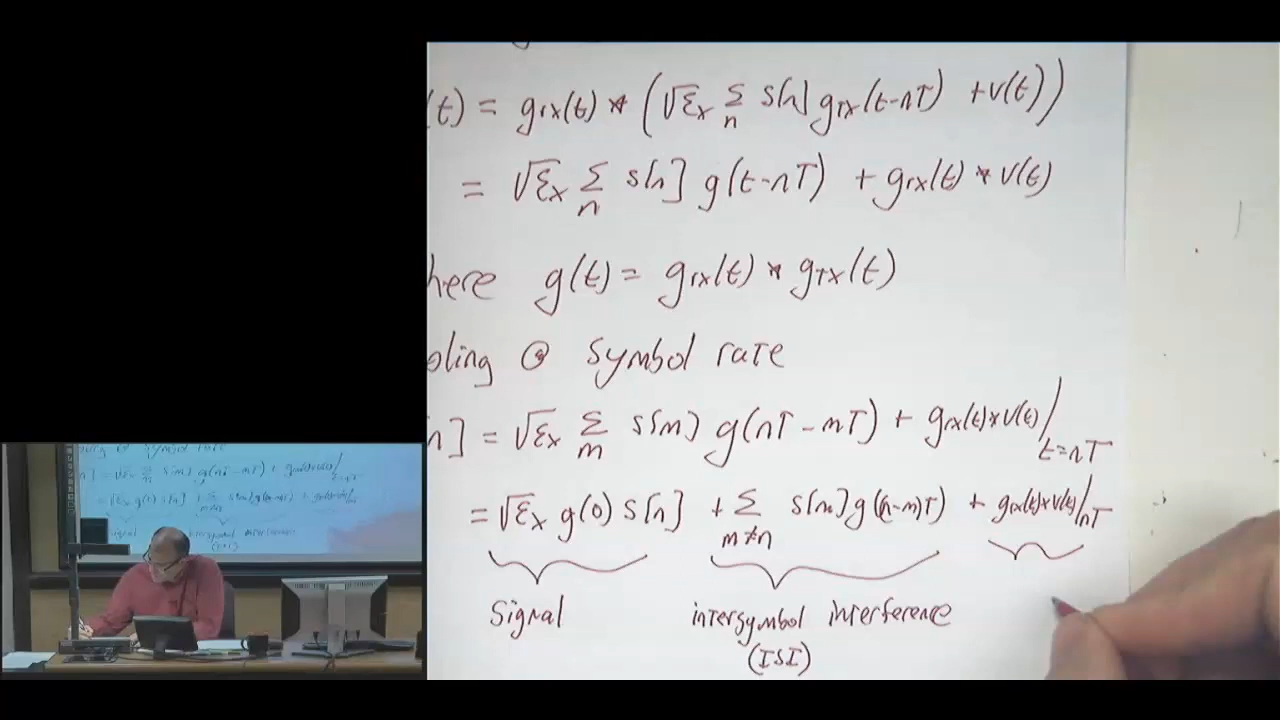 (t) = grx(t) * (√Ex Σn s[n] gTx(t-nT) + v(t))
= √Ex Σn s[n] g(t-nT) + grx(t) * v(t)
here g(t) = grx(t) * gTx(t)
pling @ symbol rate
n] = √Ex Σm s[m] g(nT - mT) + grx(t)*v(t)/t=nT
= √Ex g(0) s[n] + Σm≠n s[m] g((n-m)T) + grx(t)*v(t)/nT
Signal intersymbol interference
(ISI)